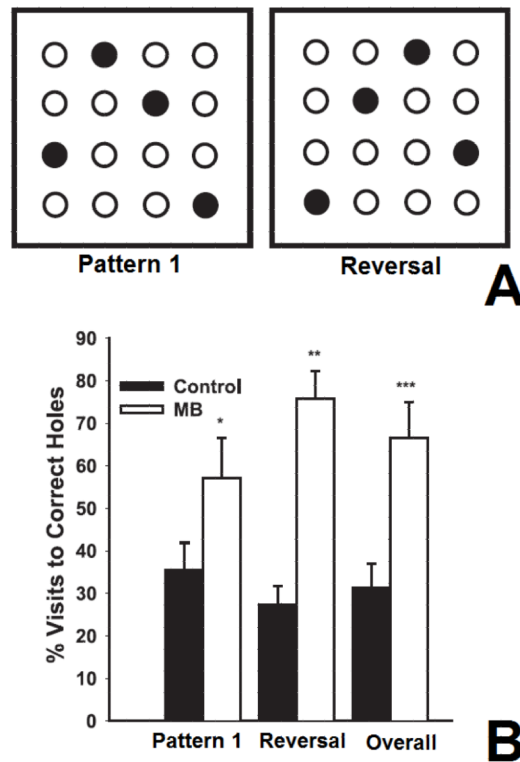 Pattern 1
Reversal
A
90
80
70
60
50
40
30
20
10
0
% Visits to Correct Holes
Control
MB
*
**
***
Pattern 1
Reversal
Overall
B